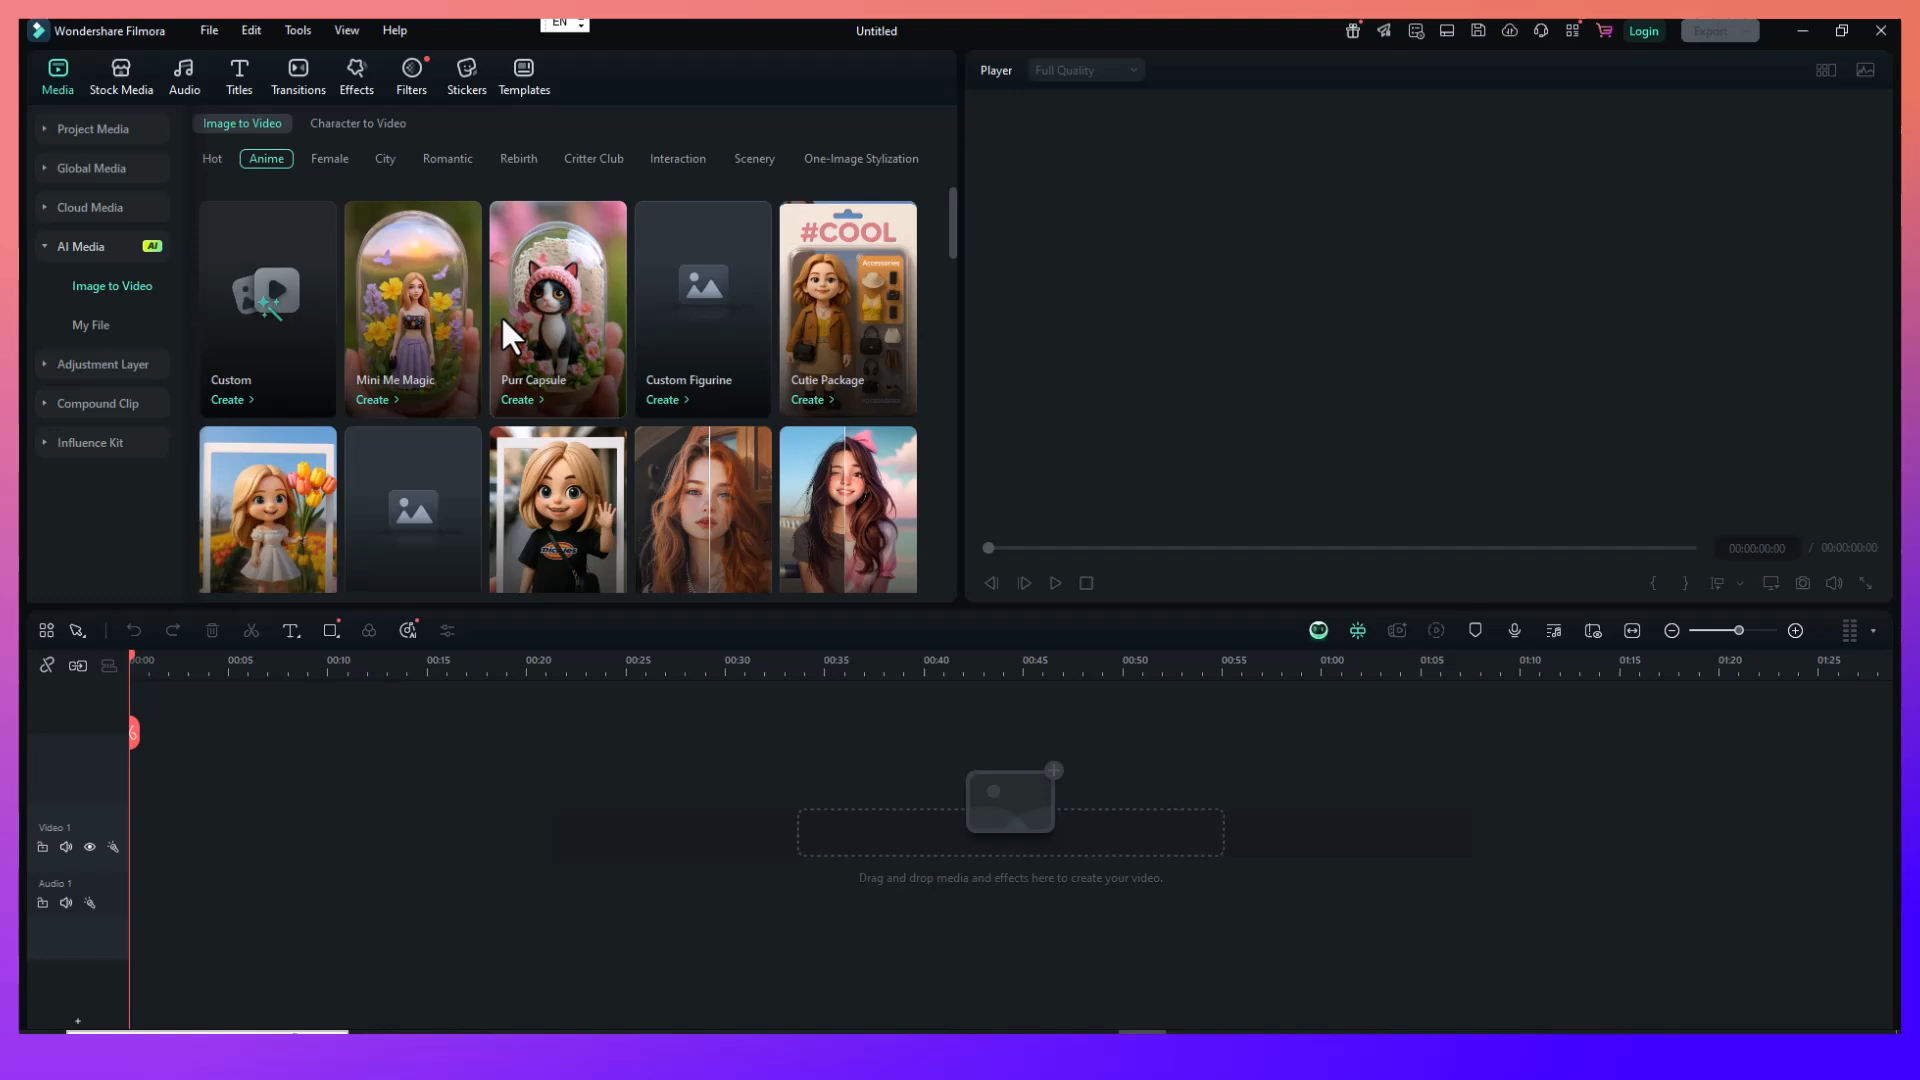 Wondershare Filmora File Edit Tools View Help EN Untitled Login Export
Media Stock Media Audio Titles Transitions Effects Filters Stickers Templates
Player Full Quality
Project Media
Global Media
Cloud Media
AI Media AI
Image to Video
My File
Adjustment Layer
Compound Clip
Influence Kit
Image to Video Character to Video
Hot Anime Female City Romantic Rebirth Critter Club Interaction Scenery One-Image Stylization
Custom
Create >
Mini Me Magic
Create >
Purr Capsule
Create >
Custom Figurine
Create >
#COOL
Accessories
Cutie Package
Create >
Dickies
00:00:00:00 / 00:00:00:00
00:00 00:05 00:10 00:15 00:20 00:25 00:30 00:35 00:40 00:45 00:50 00:55 01:00 01:05 01:10 01:15 01:20 01:25
Video 1
Audio 1
Drag and drop media and effects here to create your video.